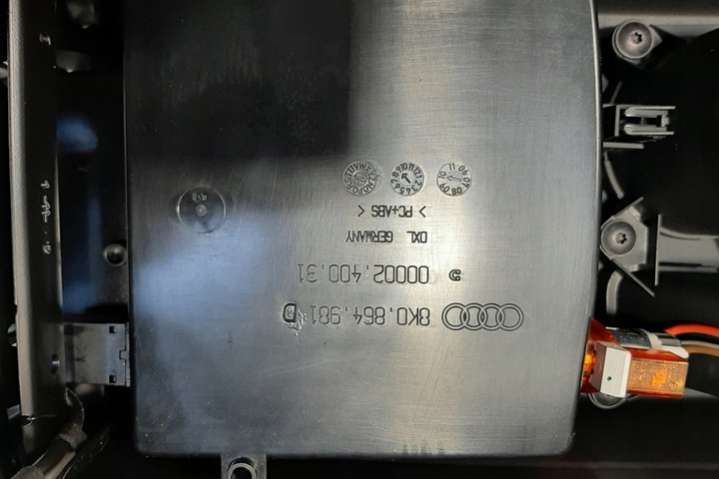 8K0.864.981 D
00002.400.31
DXL GERMANY
> PC+ABS <